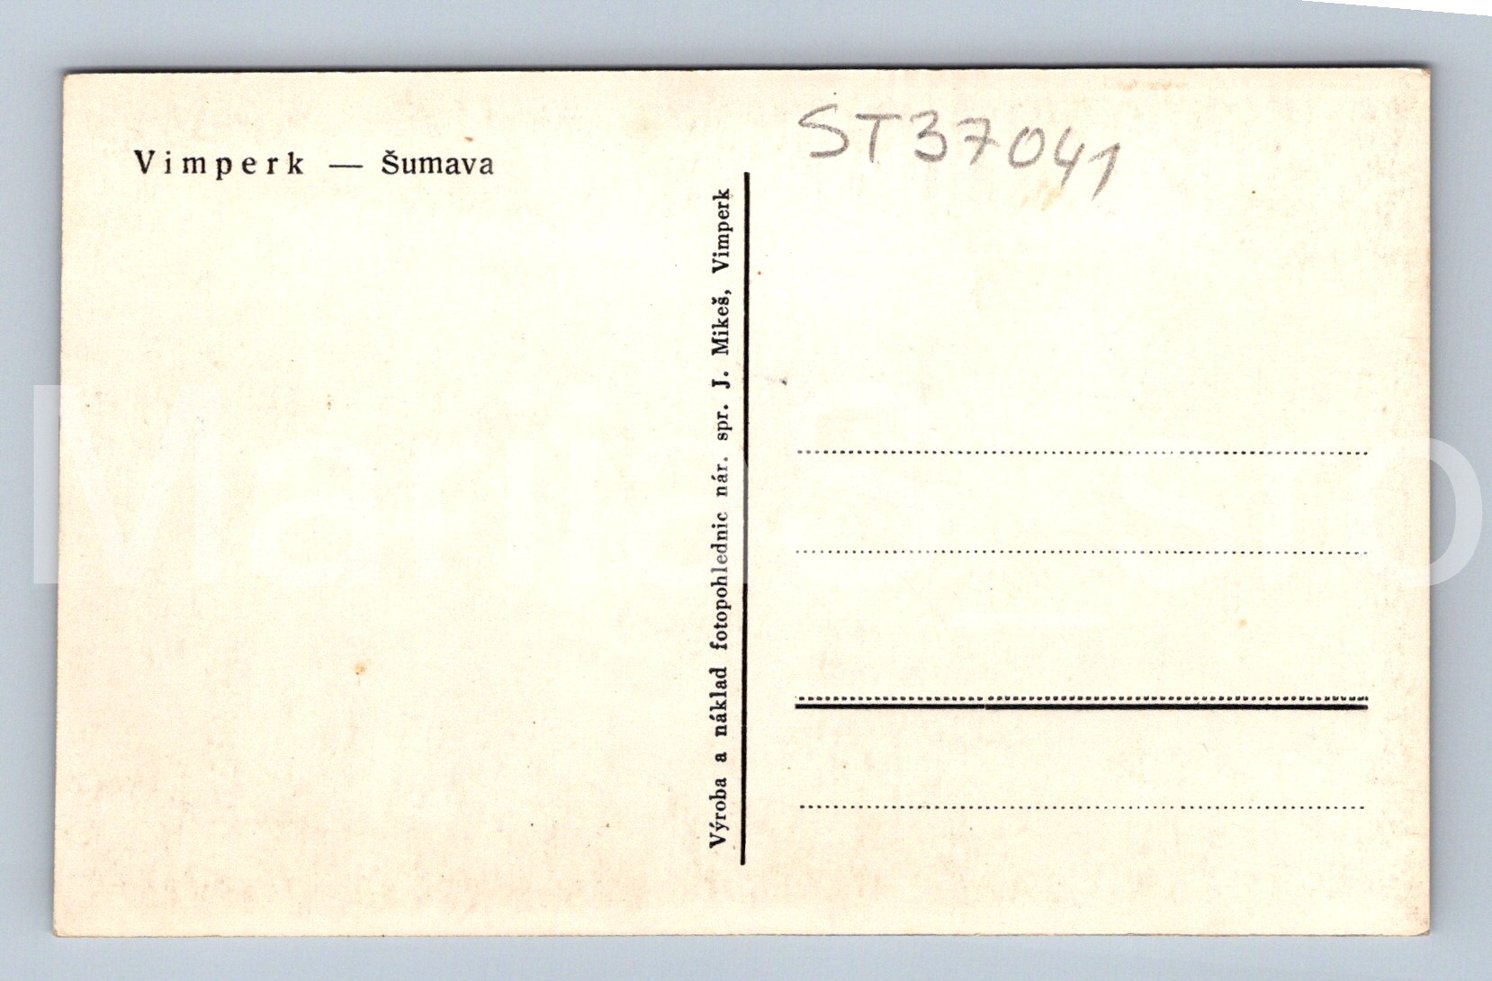 Vimperk — Šumava
ST37041
Výroba a náklad fotopohlednic nár. spr. J. Mikeš, Vimperk